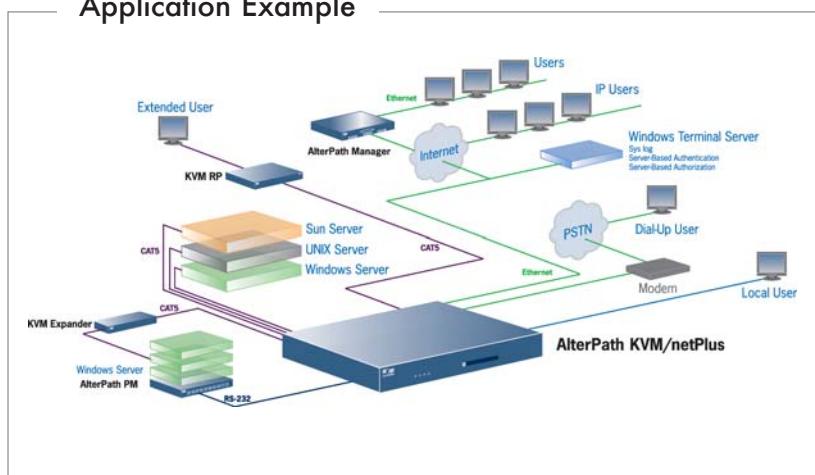 Application Example
Users
Ethernet
IP Users
Extended User
AlterPath Manager
Internet
Windows Terminal Server
Sys log
Server-Based Authentication
Server-Based Authorization
KVM RP
Sun Server
UNIX Server
Windows Server
CAT5
CAT5
PSTN
Dial-Up User
Ethernet
Modem
Local User
CAT5
KVM Expander
AlterPath KVM/netPlus
Windows Server
AlterPath PM
RS-232